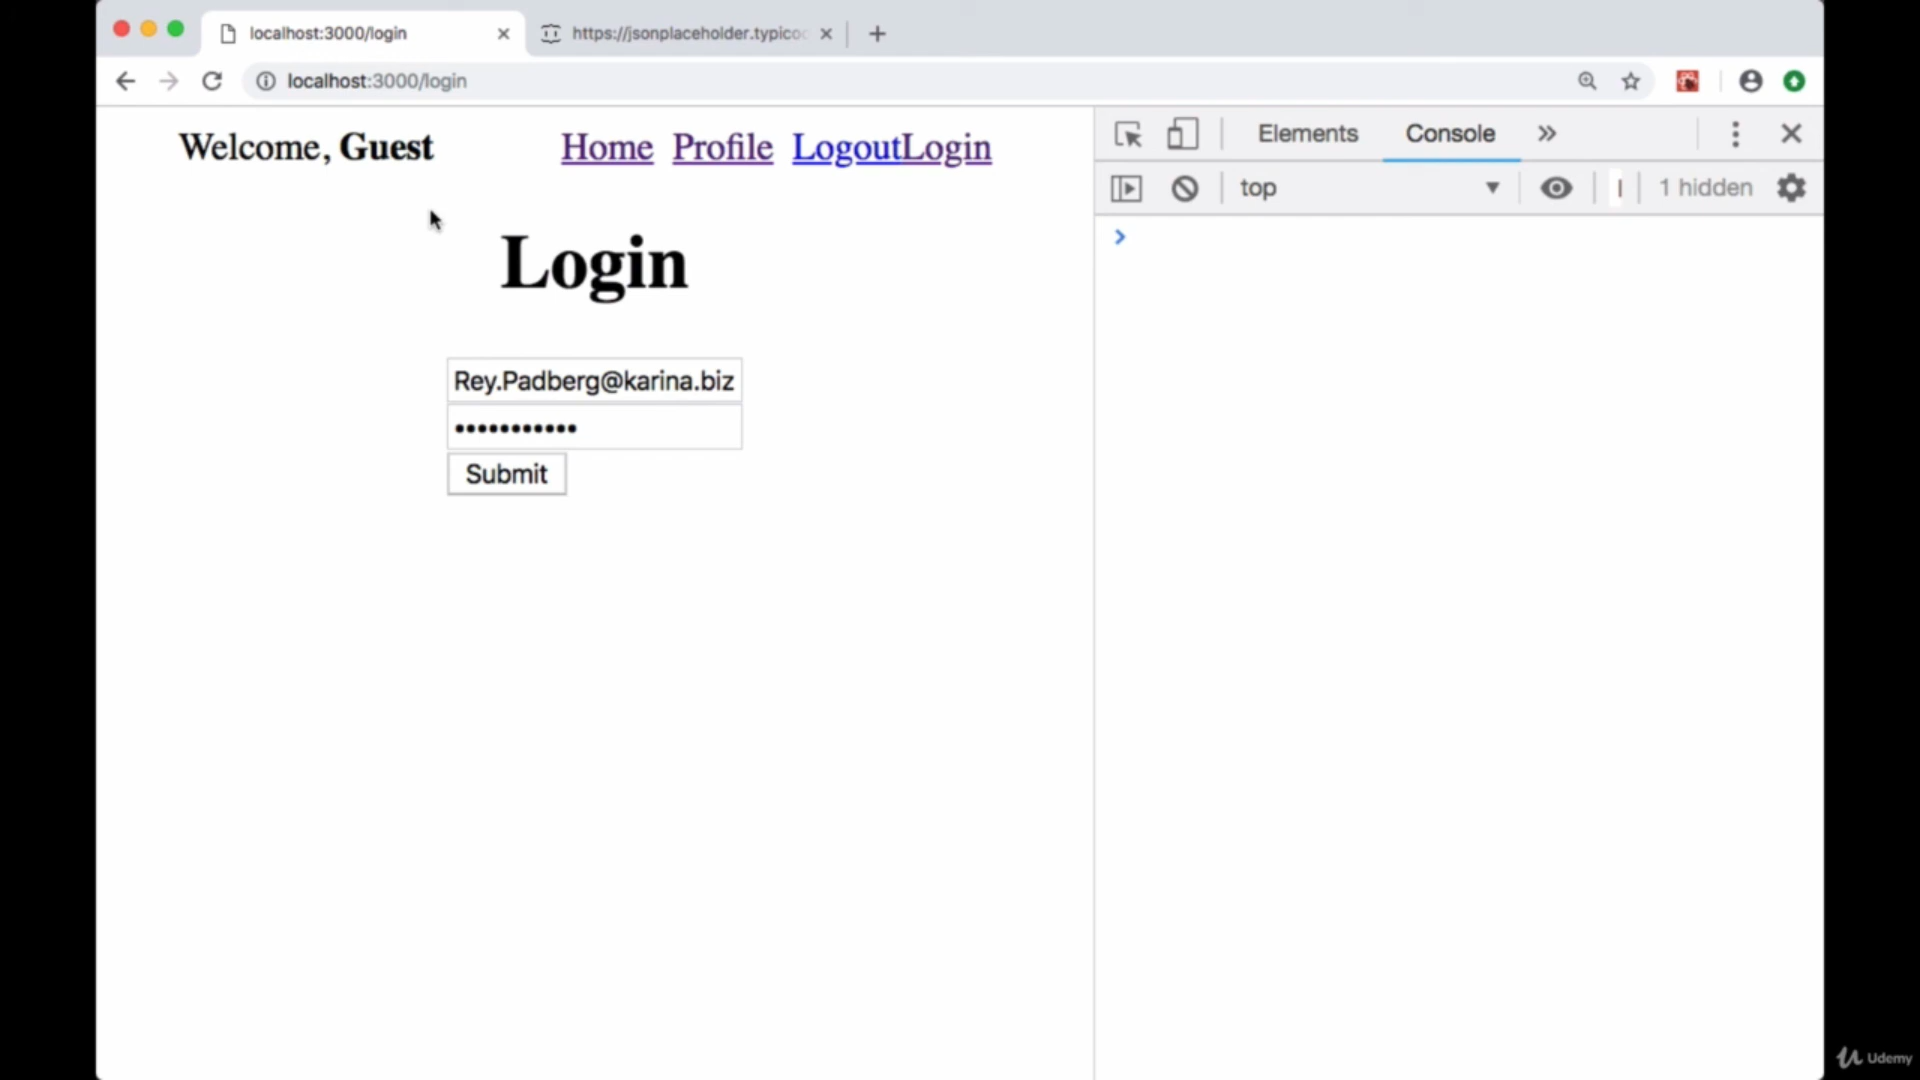 localhost:3000/login
https://jsonplaceholder.typico
localhost:3000/login
Welcome, Guest
Home Profile LogoutLogin
Elements Console
top
1 hidden
Login
Rey.Padberg@karina.biz
•••••••••••
Submit
Udemy